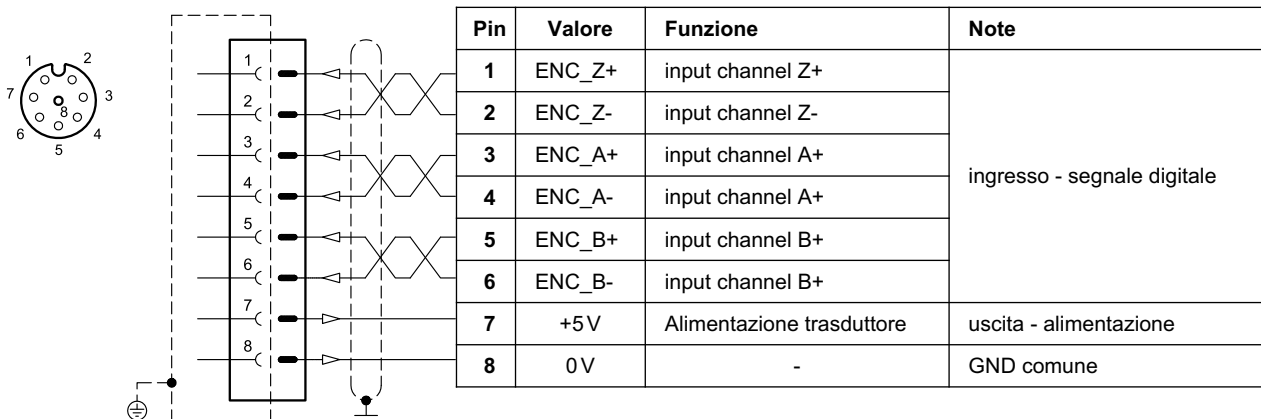 1 2
7 8 3
6 4
5
1
2
3
4
5
6
7
8
Pin Valore Funzione Note
1 ENC_Z+ input channel Z+
2 ENC_Z- input channel Z-
3 ENC_A+ input channel A+
4 ENC_A- input channel A+
5 ENC_B+ input channel B+
6 ENC_B- input channel B+
ingresso - segnale digitale
7 +5V Alimentazione trasduttore uscita - alimentazione
8 0V - GND comune